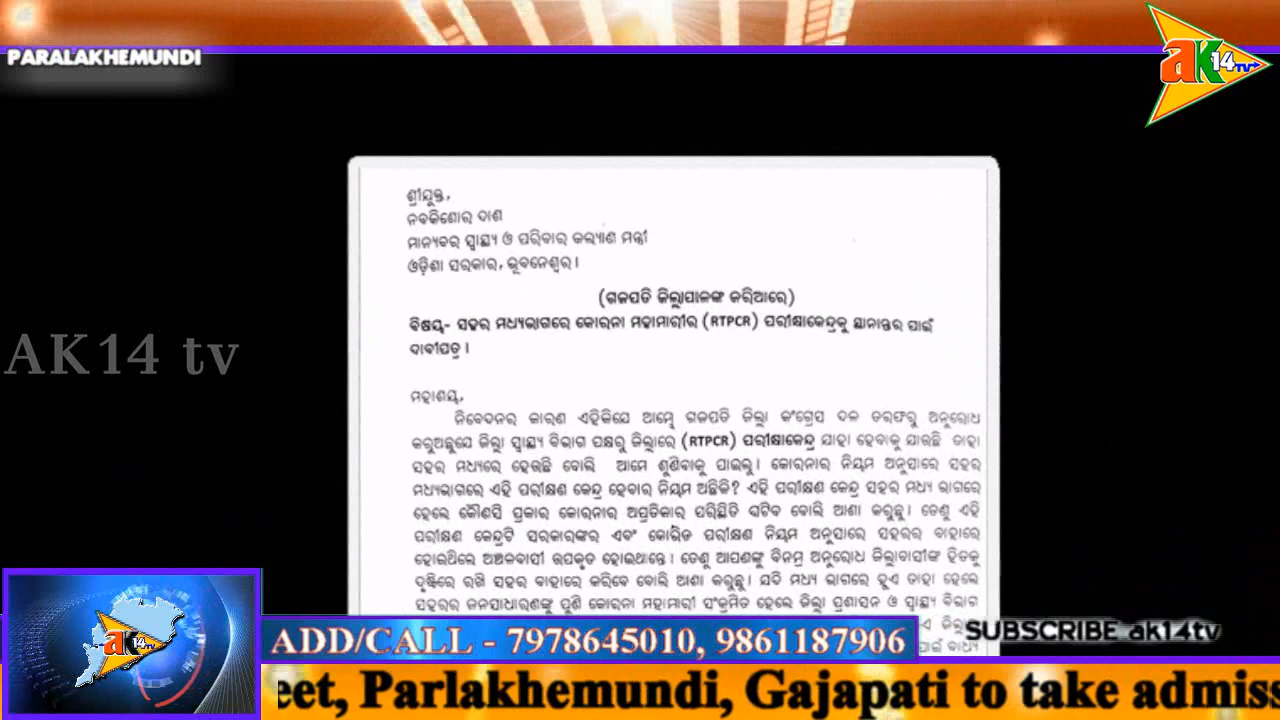 PARALAKHEMUNDI
ak14 TV
ଶ୍ରୀଯୁକ୍ତ,
ନବକିଶୋର ଦାଶ
ମାନ୍ୟବର ସ୍ୱାସ୍ଥ୍ୟ ଓ ପରିବାର କଲ୍ୟାଣ ମନ୍ତ୍ରୀ
ଓଡ଼ିଶା ସରକାର, ଭୂବନେଶ୍ୱର।
(ଗଜପତି ଜିଲ୍ଲାପାଳଙ୍କ ଜରିଆରେ)
ବିଷୟ- ସହର ମଧ୍ୟଭାଗରେ କୋରନା ମହାମାରୀର (RTPCR) ପରୀକ୍ଷାକେନ୍ଦ୍ରକୁ ସ୍ଥାନାନ୍ତର ପାଇଁ
ଦାବୀପତ୍ର।
AK14 tv
ମହାଶୟ,
ନିବେଦନର କାରଣ ଏହିକିଯେ ଆମ୍ଭେ ଗଜପତି ଜିଲ୍ଲା କଂଗ୍ରେସ ଦଳ ତରଫରୁ ଅନୁରୋଧ
କରୁଅଛୁଯେ ଜିଲ୍ଲା ସ୍ୱାସ୍ଥ୍ୟ ବିଭାଗ ପକ୍ଷରୁ ଜିଲ୍ଲାରେ (RTPCR) ପରୀକ୍ଷାକେନ୍ଦ୍ର ଯାହା ହେବାକୁ ଯାଉଛି ତାହା
ସହର ମଧ୍ୟରେ ହେଉଛି ବୋଲି ଆମେ ଶୁଣିବାକୁ ପାଇଲୁ। କୋରନାର ନିୟମ ଅନୁସାରେ ସହର
ମଧ୍ୟଭାଗରେ ଏହି ପରୀକ୍ଷଣ କେନ୍ଦ୍ର ହେବାର ନିୟମ ଅଛିକି? ଏହି ପରୀକ୍ଷଣ କେନ୍ଦ୍ର ସହର ମଧ୍ୟ ଭାଗରେ
ହେଲେ କୌଣସି ପ୍ରକାର କୋରନାର ଅପ୍ରତିକାର ପରିସ୍ଥିତି ଘଟିବ ବୋଲି ଆଶା କରୁଛୁ। ତେଣୁ ଏହି
ପରୀକ୍ଷଣ କେନ୍ଦ୍ରଟି ସରକାରଙ୍କର ଏବଂ କୋଭିଡ ପରୀକ୍ଷଣ ନିୟମ ଅନୁସାରେ ସହରର ବାହାରେ
ହୋଇଥିଲେ ଅଞ୍ଚଳବାସୀ ଉପକୃତ ହୋଇଥାନ୍ତେ। ତେଣୁ ଆପଣଙ୍କୁ ବିନମ୍ର ଅନୁରୋଧ ଜିଲ୍ଲାବାସୀଙ୍କ ହିତକୁ
ଦୃଷ୍ଟିରେ ରଖି ସହର ବାହାରେ କରିବେ ବୋଲି ଆଶା କରୁଛୁ। ଯଦି ମଧ୍ୟ ଭାଗରେ ହୁଏ ତାହା ହେଲେ
ସହରର ଜନସାଧାରଣଙ୍କୁ ପୁଣି କୋରନା ମହାମାରୀ ସଂକ୍ରମିତ ହେଲେ ଜିଲ୍ଲା ପ୍ରଶାସନ ଓ ସ୍ୱାସ୍ଥ୍ୟ ବିଭାଗ
ପାଇଁ ବାଧ୍ୟ
ak14 TV
ADD/CALL - 7978645010, 9861187906
SUBSCRIBE ak14tv
eet, Parlakhemundi, Gajapati to take admiss